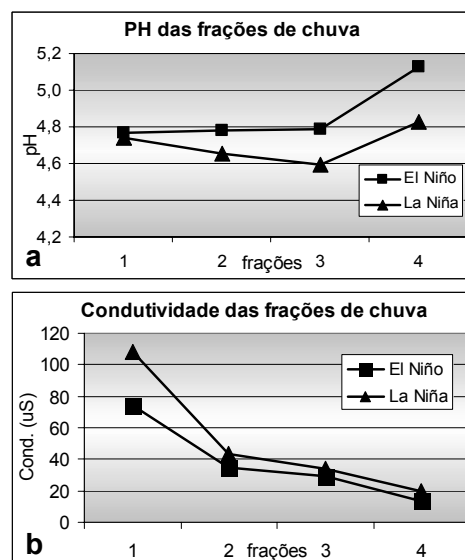 PH das frações de chuva
5,2
5,0
4,8
4,6
4,4
4,2
pH
El Niño
La Niña
1 2 frações 3 4
a
Condutividade das frações de chuva
120
100
80
60
40
20
0
Cond. (uS)
El Niño
La Niña
1 2 frações 3 4
b